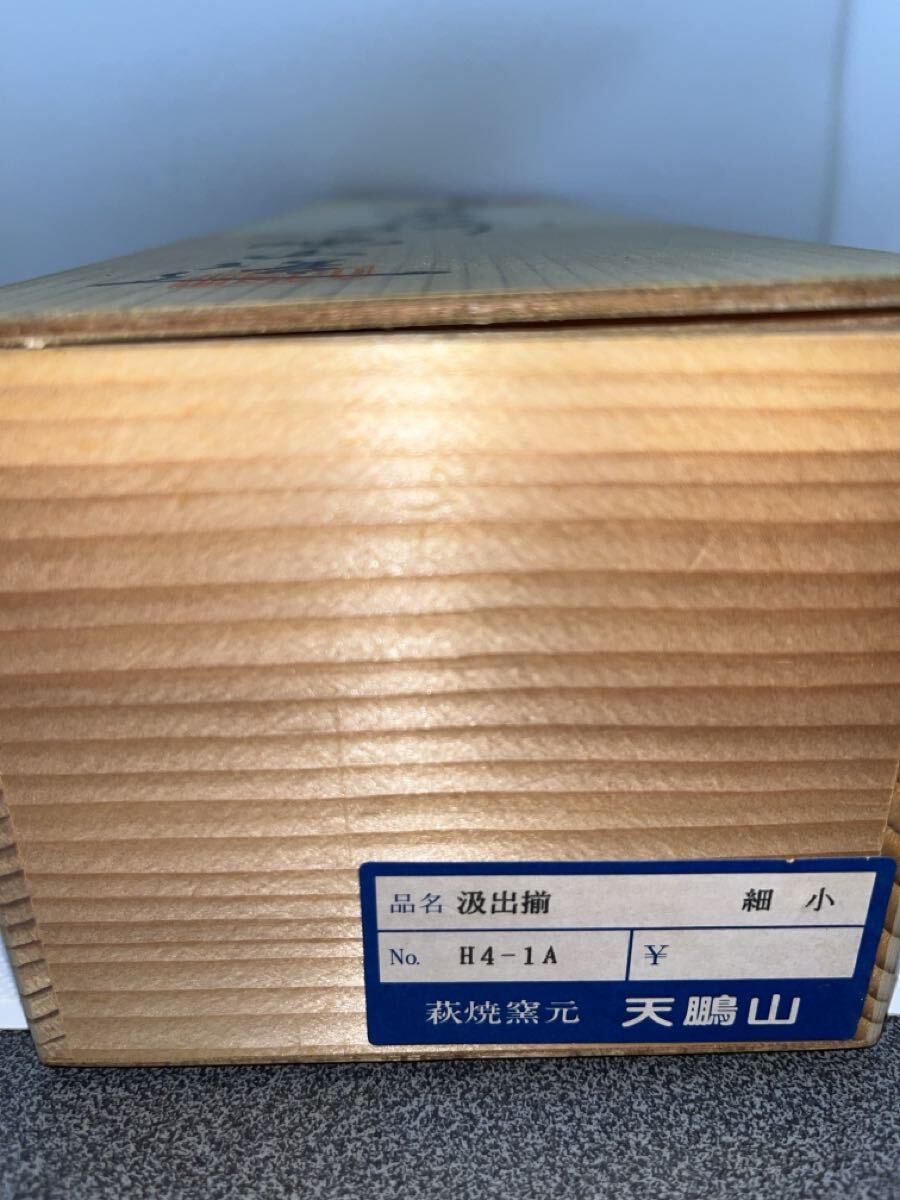 品名 汲出揃 細 小
No. H4-1A ¥
萩焼窯元 天鵬山